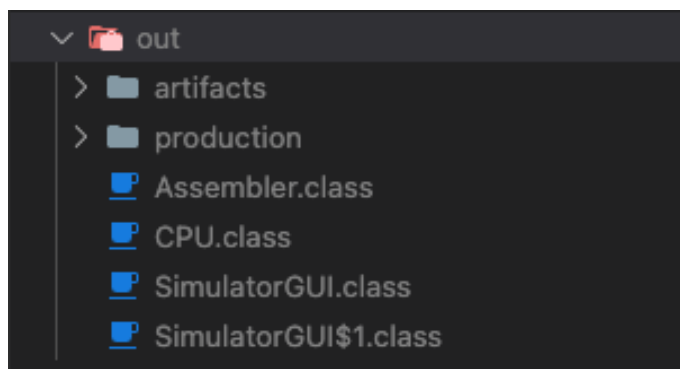 out
artifacts
production
Assembler.class
CPU.class
SimulatorGUI.class
SimulatorGUI$1.class